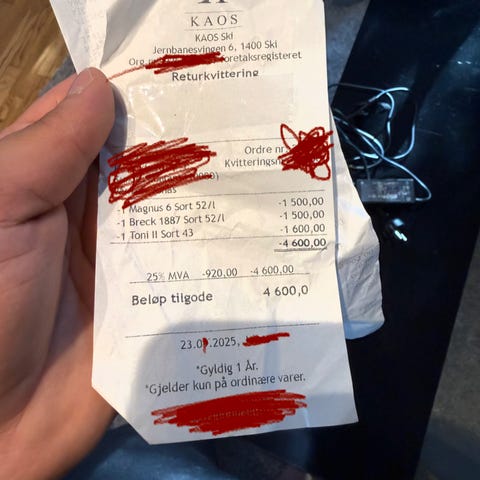 KAOS
KAOS Ski
Jernbanesvingen 6, 1400 Ski
Foretaksregisteret
Returkvittering
Ordre nr
Kvitterings
-1 Magnus 6 Sort 52/l -1 500,00
-1 Breck 1887 Sort 52/l -1 500,00
-1 Toni II Sort 43 -1 600,00
-4 600,00
25% MVA -920,00 -4 600,00
Beløp tilgode 4 600,0
23.0 .2025,
*Gyldig 1 År.
*Gjelder kun på ordinære varer.